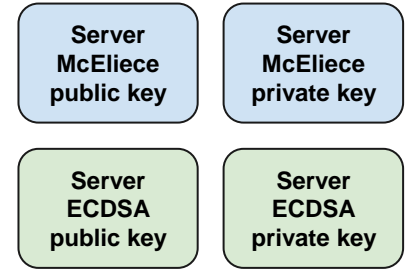 Server
McEliece
public key
Server
McEliece
private key
Server
ECDSA
public key
Server
ECDSA
private key